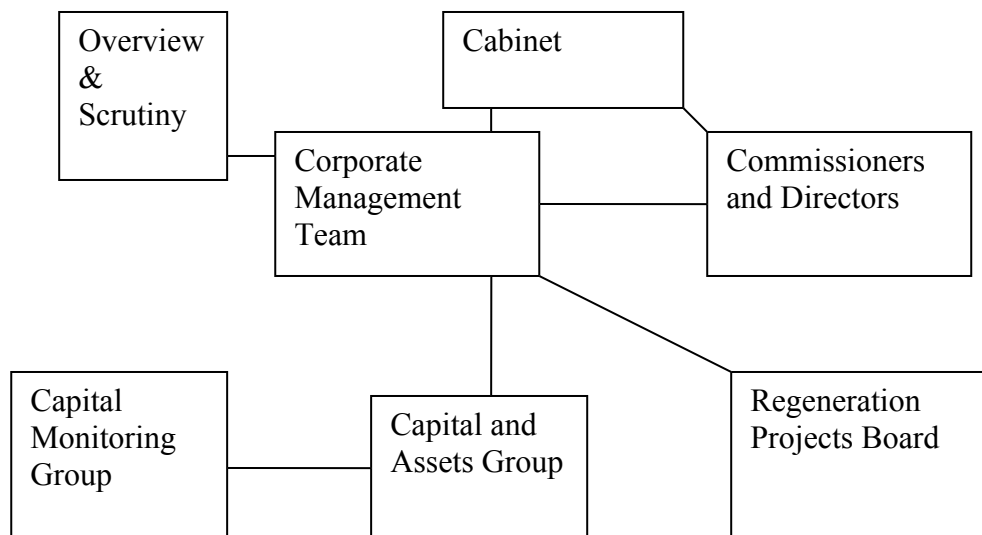 Overview
&
Scrutiny
Cabinet
Corporate
Management
Team
Commissioners
and Directors
Capital
Monitoring
Group
Capital and
Assets Group
Regeneration
Projects Board